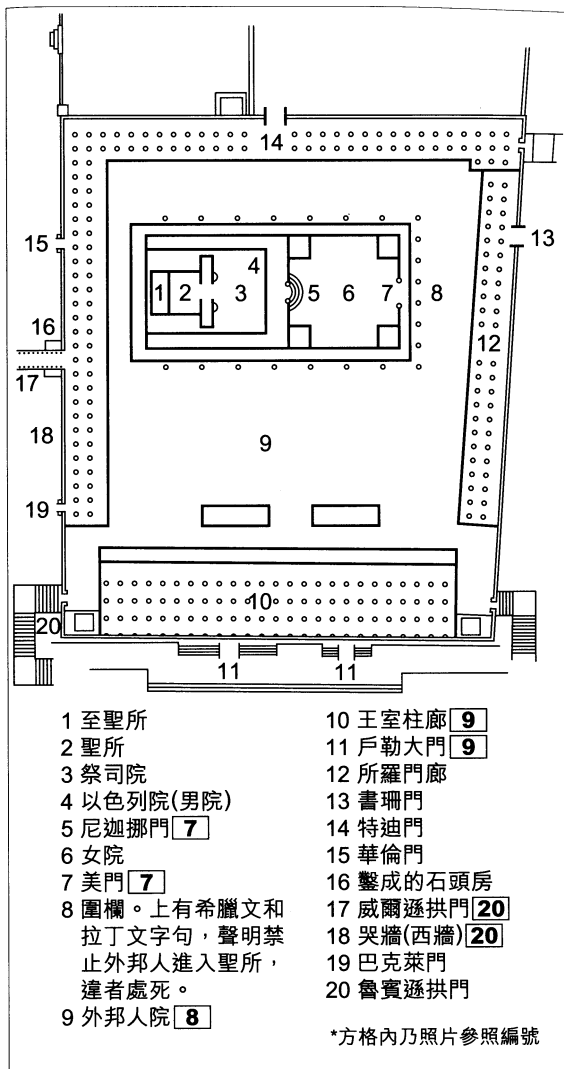 14
15
13
4
1
2
3
5
6
7
8
16
12
17
18
9
19
10
20
11
11
1 至聖所
2 聖所
3 祭司院
4 以色列院(男院)
5 尼迦挪門 7
6 女院
7 美門 7
8 圍欄。上有希臘文和
拉丁文字句，聲明禁
止外邦人進入聖所，
違者處死。
9 外邦人院 8
10 王室柱廊 9
11 戶勒大門 9
12 所羅門廊
13 書珊門
14 特迪門
15 華倫門
16 鑿成的石頭房
17 威爾遜拱門 20
18 哭牆(西牆) 20
19 巴克萊門
20 魯賓遜拱門
*方格內乃照片參照編號